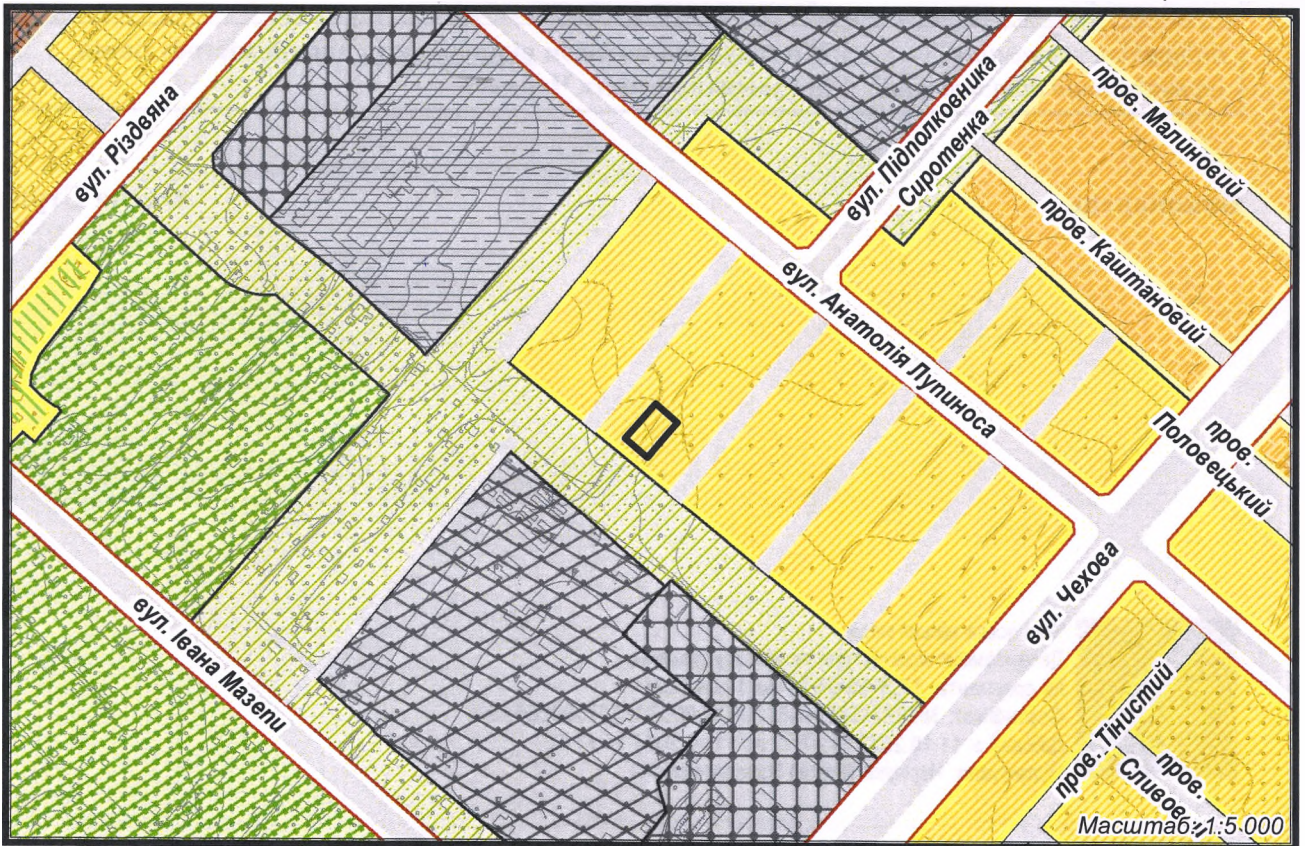 вул. Різдвяна
вул. Підполковника
Сиротенка
пров. Малиновий
пров. Каштановий
вул. Анатолія Лупиноса
пров.
Половецький
вул. Чехова
вул. Івана Мазепи
пров. Тінистий
пров.
Масштаб: 1:5 000